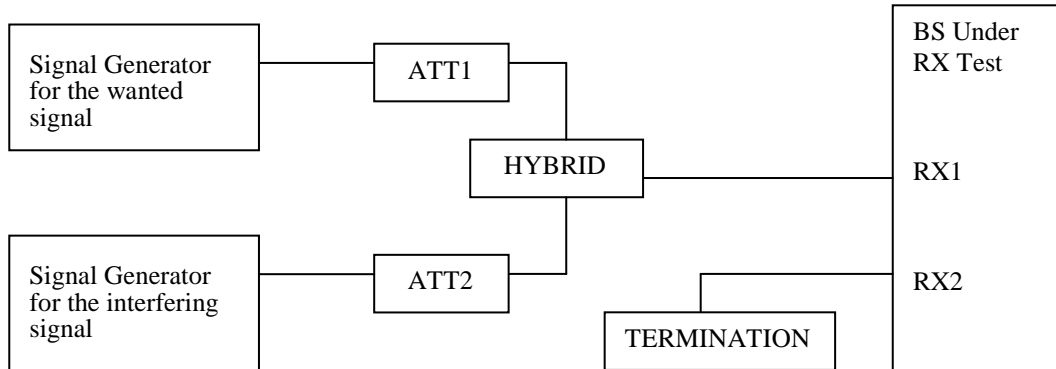 Signal Generator
for the wanted
signal
ATT1
HYBRID
Signal Generator
for the interfering
signal
ATT2
BS Under
RX Test
RX1
RX2
TERMINATION